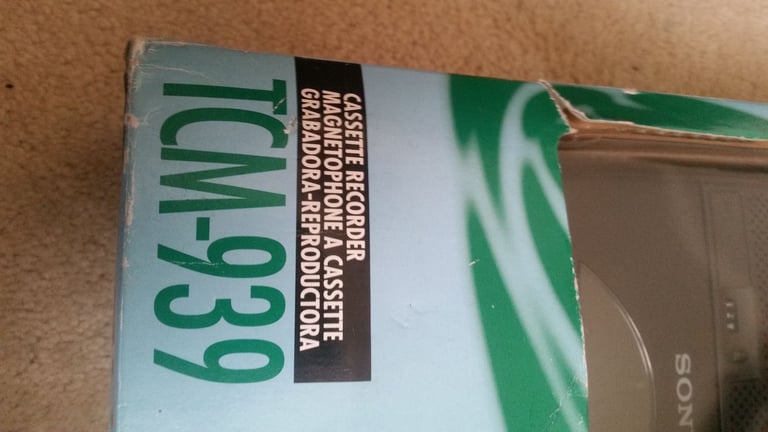 CASSETTE RECORDER
MAGNETOPHONE A CASSETTE
GRABADORA-REPRODUCTORA
TCM-939
SON